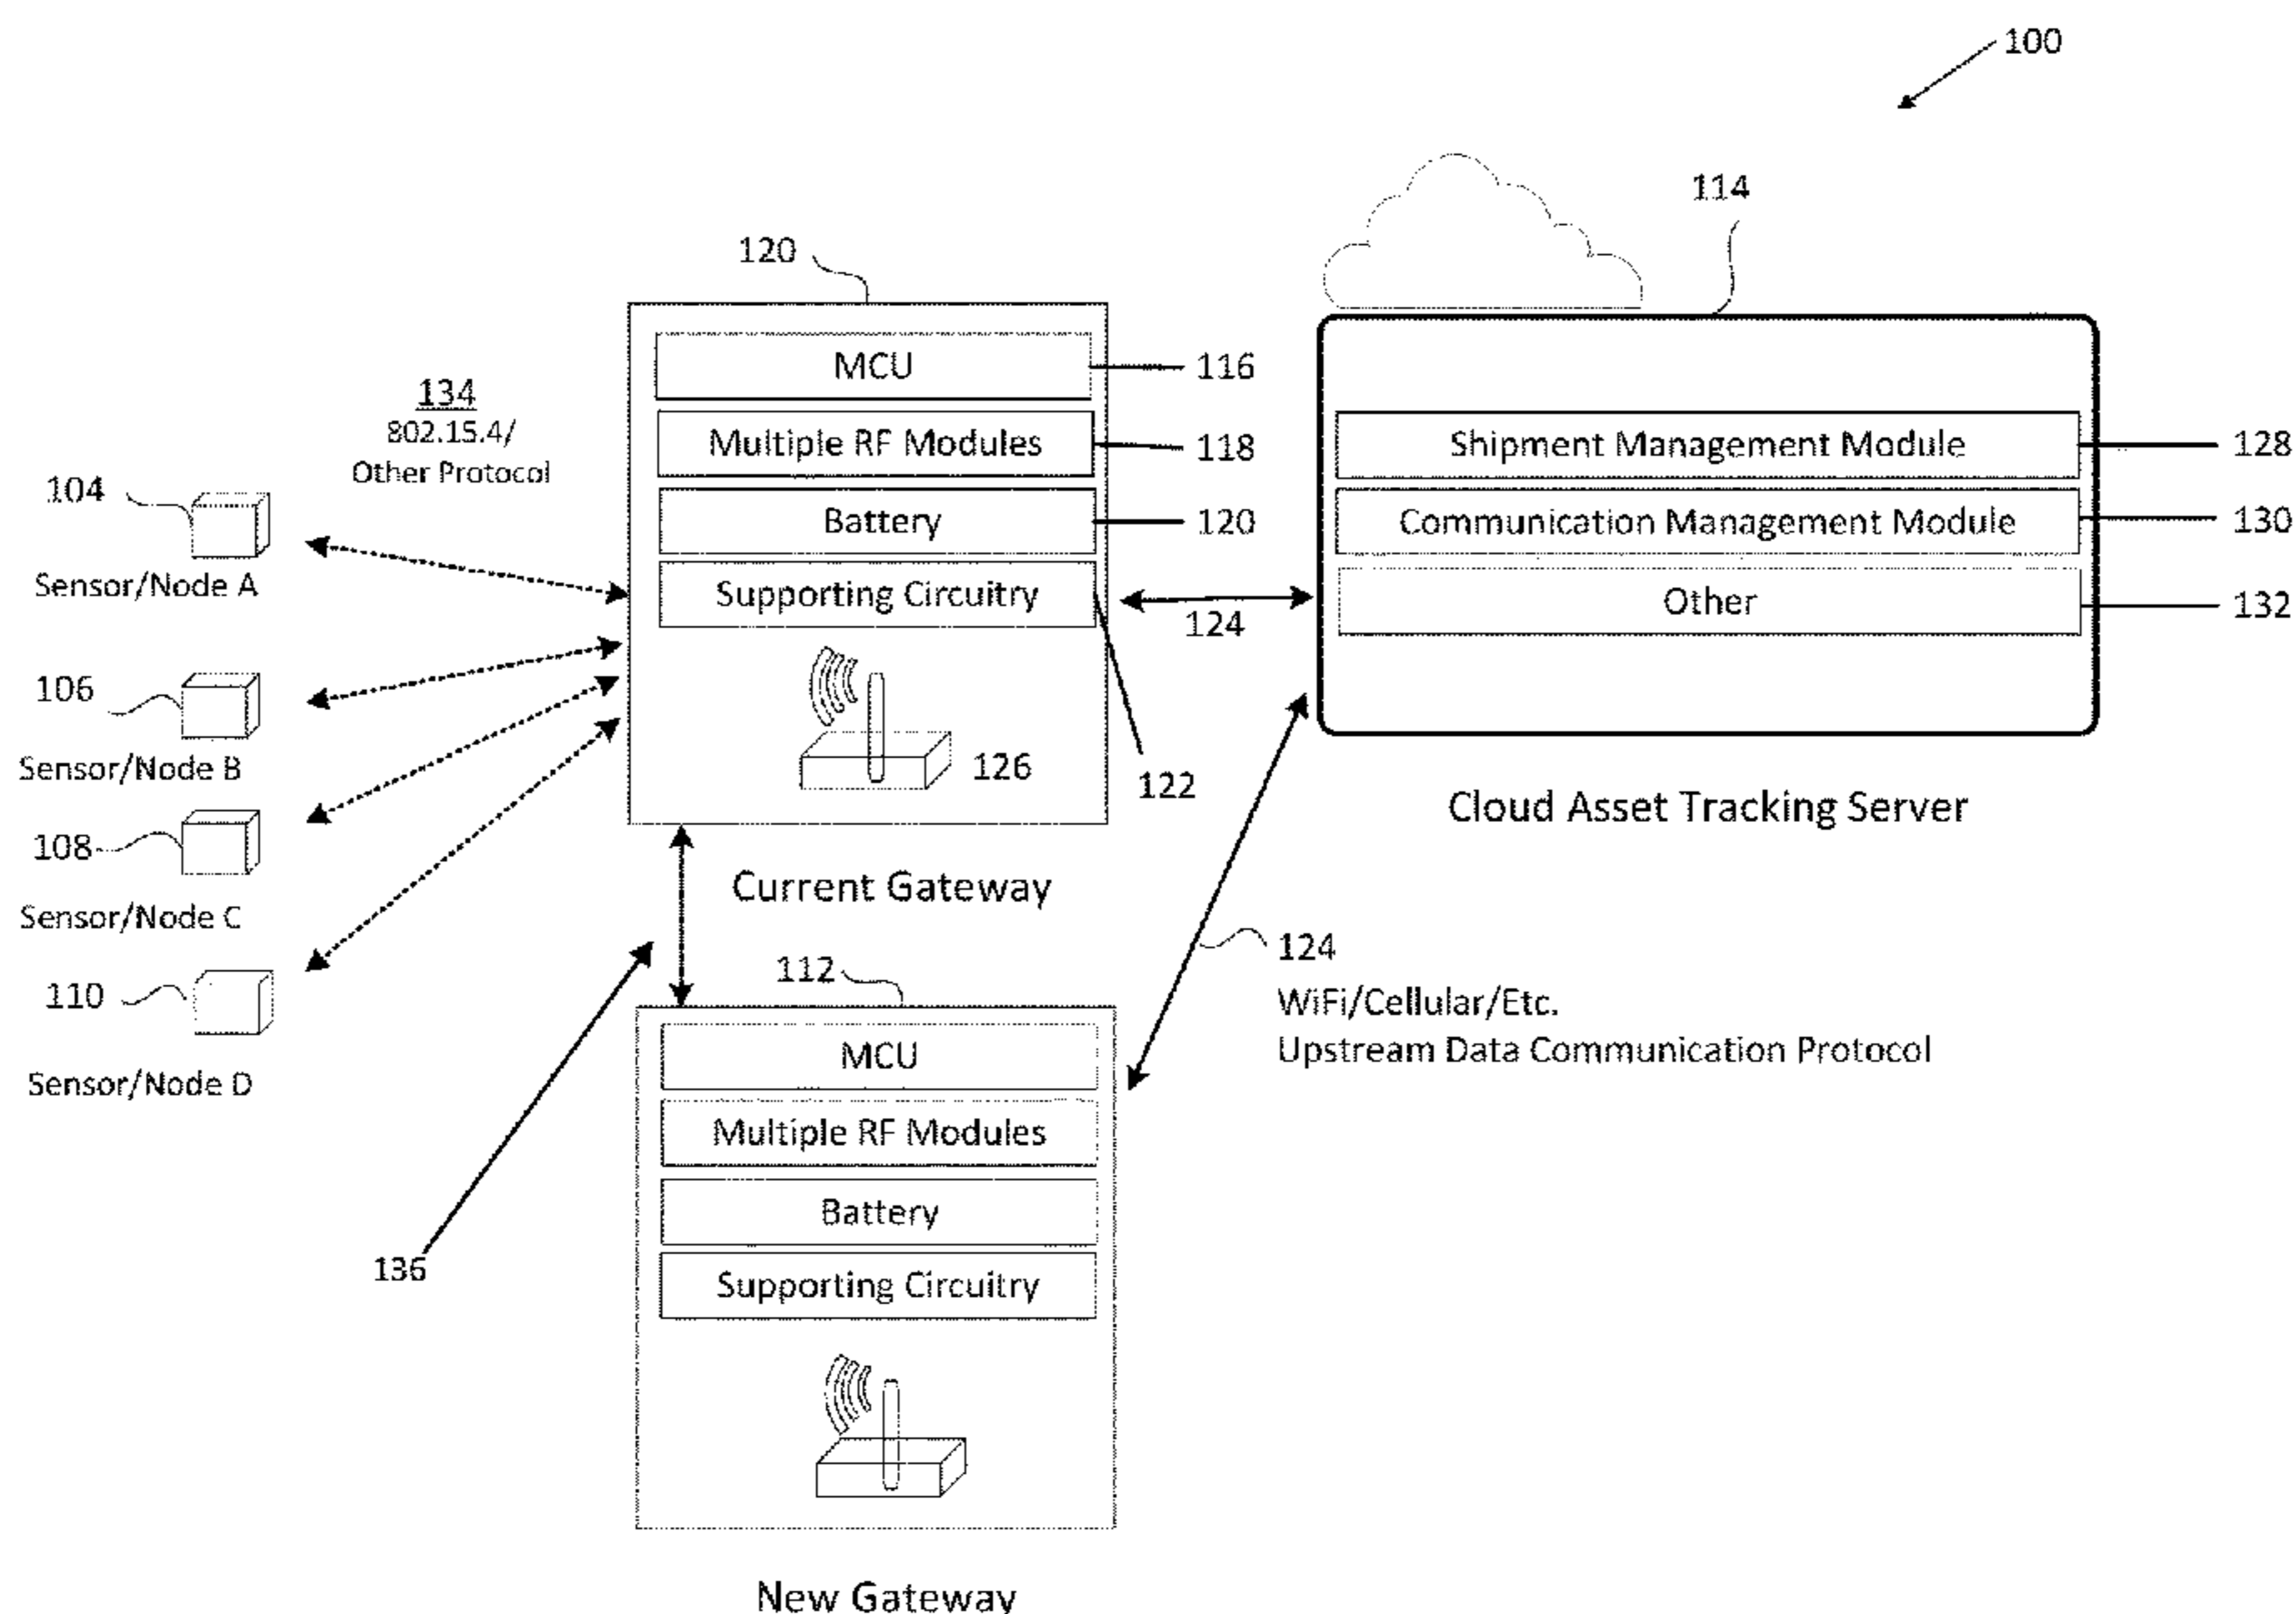 100
114
120
MCU
116
134
802.15.4/
Other Protocol
Multiple RF Modules
118
Shipment Management Module
128
104
Battery
120
Communication Management Module
130
Sensor/Node A
Supporting Circuitry
124
Other
132
106
Sensor/Node B
126
122
Cloud Asset Tracking Server
108
Current Gateway
Sensor/Node C
124
110
112
WiFi/Cellular/Etc.
Upstream Data Communication Protocol
Sensor/Node D
MCU
Multiple RF Modules
Battery
136
Supporting Circuitry
New Gateway